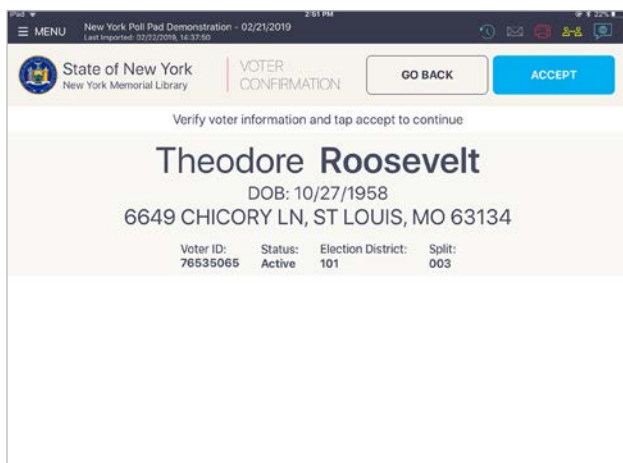 iPad
2:51 PM
22%
MENU
New York Poll Pad Demonstration - 02/21/2019
Last Imported: 02/22/2019, 14:37:50
State of New York
New York Memorial Library
VOTER
CONFIRMATION
GO BACK
ACCEPT
Verify voter information and tap accept to continue
Theodore Roosevelt
DOB: 10/27/1958
6649 CHICORY LN, ST LOUIS, MO 63134
Voter ID: Status: Election District: Split:
76535065 Active 101 003